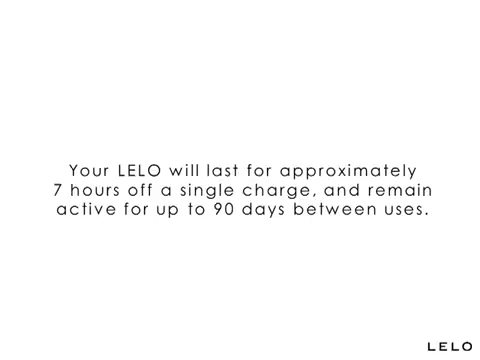 Your LELO will last for approximately
7 hours off a single charge, and remain
active for up to 90 days between uses.
LELO